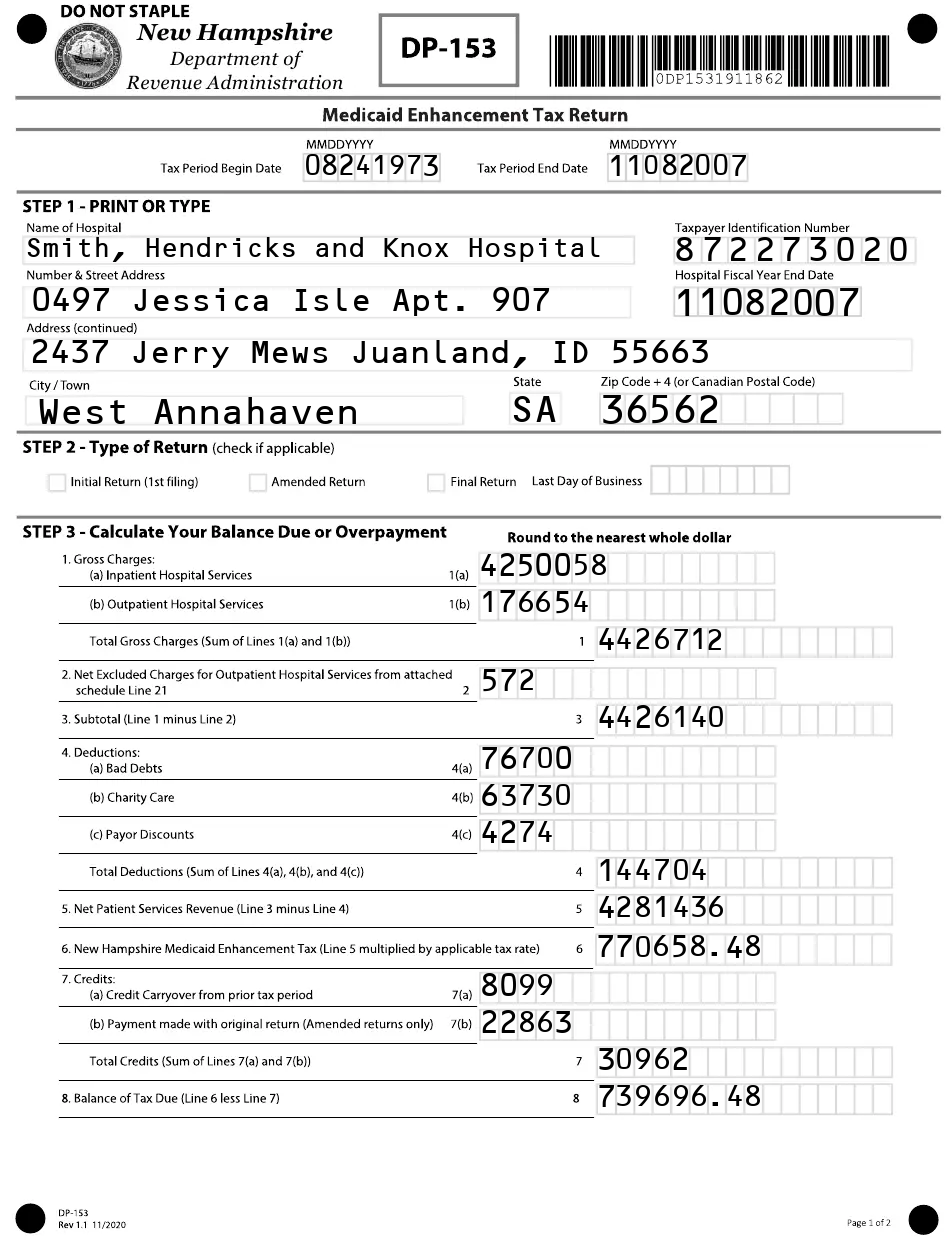 DO NOT STAPLE
New Hampshire
Department of
Revenue Administration
DP-153
0DP1531911862
Medicaid Enhancement Tax Return
MMDDYYYY MMDDYYYY
Tax Period Begin Date 08241973 Tax Period End Date 11082007
STEP 1 - PRINT OR TYPE
Name of Hospital Taxpayer Identification Number
Smith, Hendricks and Knox Hospital 872273020
Number & Street Address Hospital Fiscal Year End Date
0497 Jessica Isle Apt. 907 11082007
Address (continued)
2437 Jerry Mews Juanland, ID 55663
City / Town State Zip Code + 4 (or Canadian Postal Code)
West Annahaven SA 36562
STEP 2 - Type of Return (check if applicable)
Initial Return (1st filing) Amended Return Final Return Last Day of Business
STEP 3 - Calculate Your Balance Due or Overpayment Round to the nearest whole dollar
1. Gross Charges:
(a) Inpatient Hospital Services 1(a) 4250058
(b) Outpatient Hospital Services 1(b) 176654
Total Gross Charges (Sum of Lines 1(a) and 1(b)) 1 4426712
2. Net Excluded Charges for Outpatient Hospital Services from attached
schedule Line 21 2 572
3. Subtotal (Line 1 minus Line 2) 3 4426140
4. Deductions:
(a) Bad Debts 4(a) 76700
(b) Charity Care 4(b) 63730
(c) Payor Discounts 4(c) 4274
Total Deductions (Sum of Lines 4(a), 4(b), and 4(c)) 4 144704
5. Net Patient Services Revenue (Line 3 minus Line 4) 5 4281436
6. New Hampshire Medicaid Enhancement Tax (Line 5 multiplied by applicable tax rate) 6 770658.48
7. Credits:
(a) Credit Carryover from prior tax period 7(a) 8099
(b) Payment made with original return (Amended returns only) 7(b) 22863
Total Credits (Sum of Lines 7(a) and 7(b)) 7 30962
8. Balance of Tax Due (Line 6 less Line 7) 8 739696.48
DP-153
Rev 1.1 11/2020 Page 1 of 2